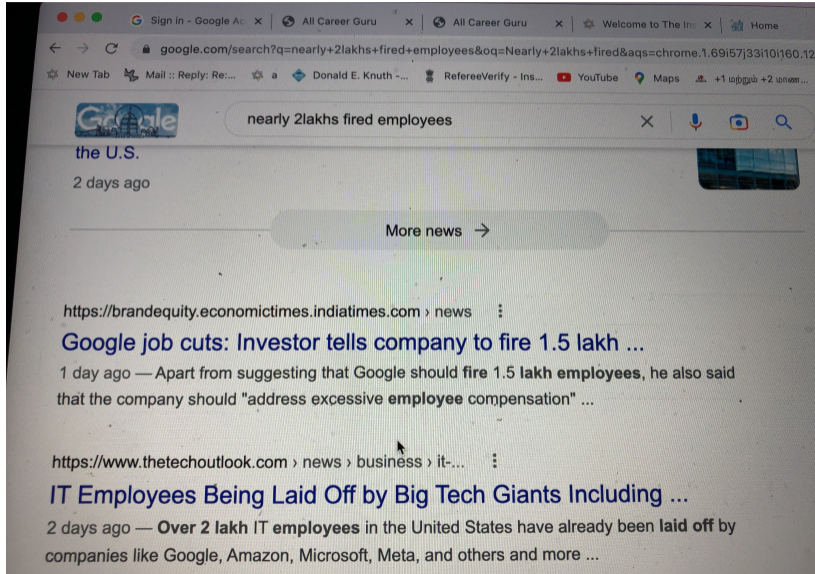 Sign in - Google Ac
All Career Guru
All Career Guru
Welcome to The Ins
Home
google.com/search?q=nearly+2lakhs+fired+employees&oq=Nearly+2lakhs+fired&aqs=chrome.1.69i57j33i10i160.12
New Tab
Mail :: Reply: Re:...
a
Donald E. Knuth -...
RefereeVerify - Ins...
YouTube
Maps
+1 மற்றும் +2 மாண...
Google
nearly 2lakhs fired employees
the U.S.
2 days ago
More news
https://brandequity.economictimes.indiatimes.com › news
Google job cuts: Investor tells company to fire 1.5 lakh ...
1 day ago — Apart from suggesting that Google should fire 1.5 lakh employees, he also said
that the company should "address excessive employee compensation" ...
https://www.thetechoutlook.com › news › business › it-...
IT Employees Being Laid Off by Big Tech Giants Including ...
2 days ago — Over 2 lakh IT employees in the United States have already been laid off by
companies like Google, Amazon, Microsoft, Meta, and others and more ...